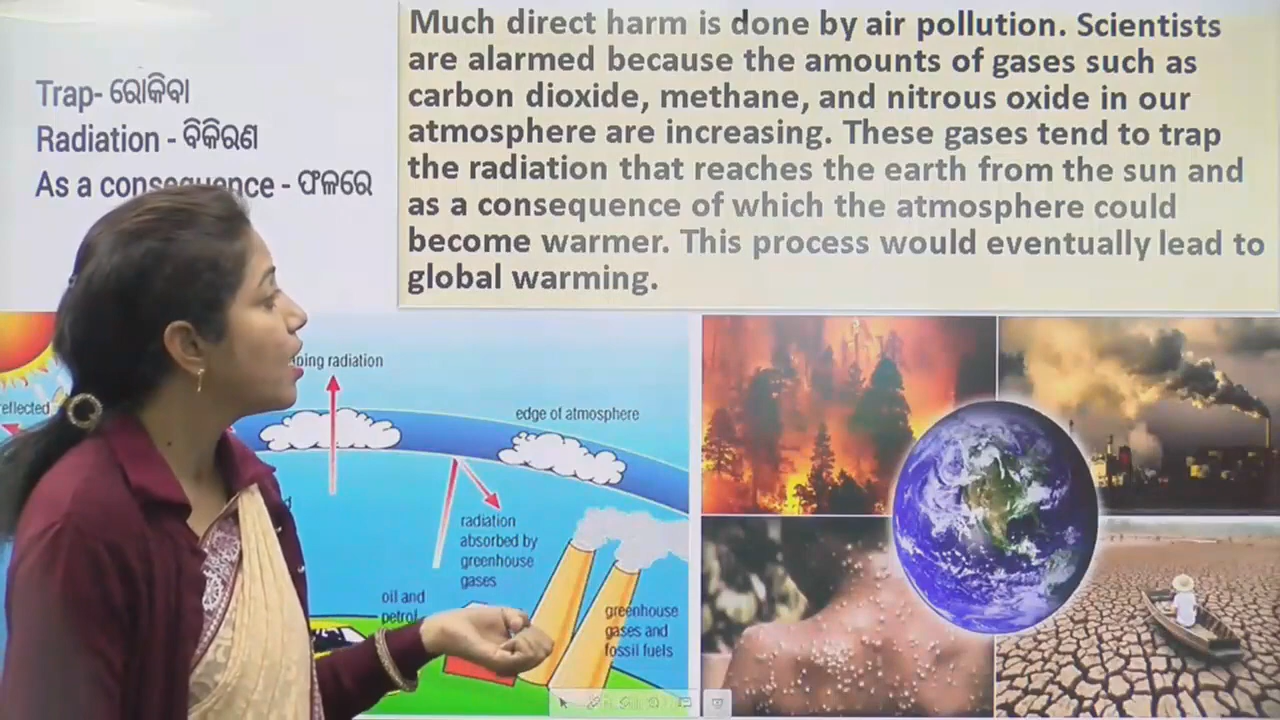 Much direct harm is done by air pollution. Scientists
are alarmed because the amounts of gases such as
carbon dioxide, methane, and nitrous oxide in our
atmosphere are increasing. These gases tend to trap
the radiation that reaches the earth from the sun and
as a consequence of which the atmosphere could
become warmer. This process would eventually lead to
global warming.
Trap- ରୋକିବା
Radiation - ବିକିରଣ
As a consequence - ଫଳରେ
radiation
edge of atmosphere
radiation
absorbed by
greenhouse
gases
oil and
petrol
greenhouse
gases and
fossil fuels